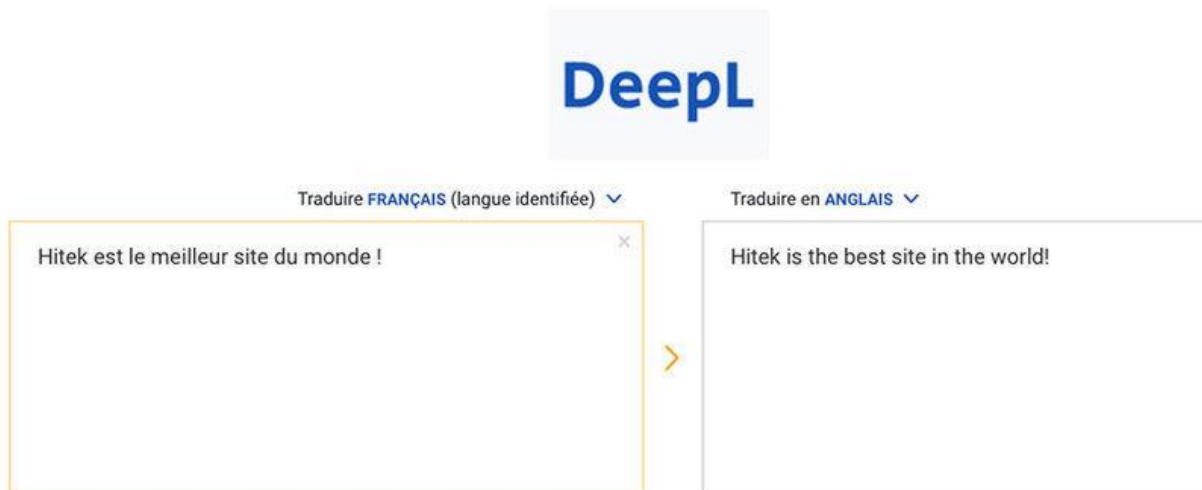 DeepL
Traduire FRANÇAIS (langue identifiée)
Hitek est le meilleur site du monde !
Traduire en ANGLAIS
Hitek is the best site in the world!